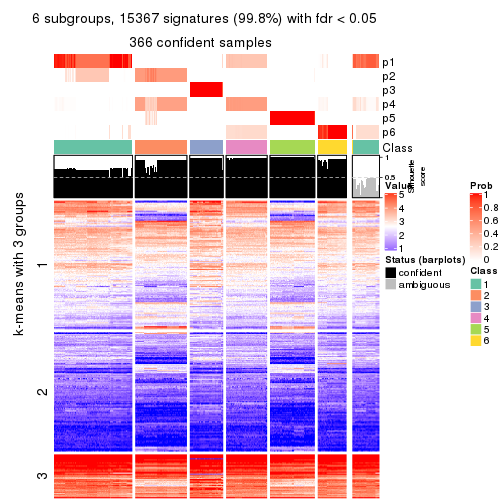 6 subgroups, 15367 signatures (99.8%) with fdr < 0.05
366 confident samples
p1
p2
p3
p4
p5
p6
Class
1
0.5
0
Silhouette
score
k-means with 3 groups
1
2
3
Value
5
4
3
2
1
Status (barplots)
confident
ambiguous
Prob
1
0.8
0.6
0.4
0.2
0
Class
1
2
3
4
5
6